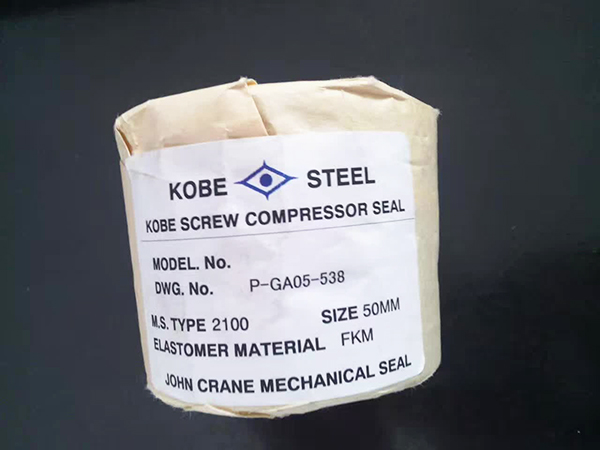 KOBE STEEL
KOBE SCREW COMPRESSOR SEAL
MODEL. No.
DWG. No. P-GA05-538
M.S. TYPE 2100 SIZE 50MM
ELASTOMER MATERIAL FKM
JOHN CRANE MECHANICAL SEAL